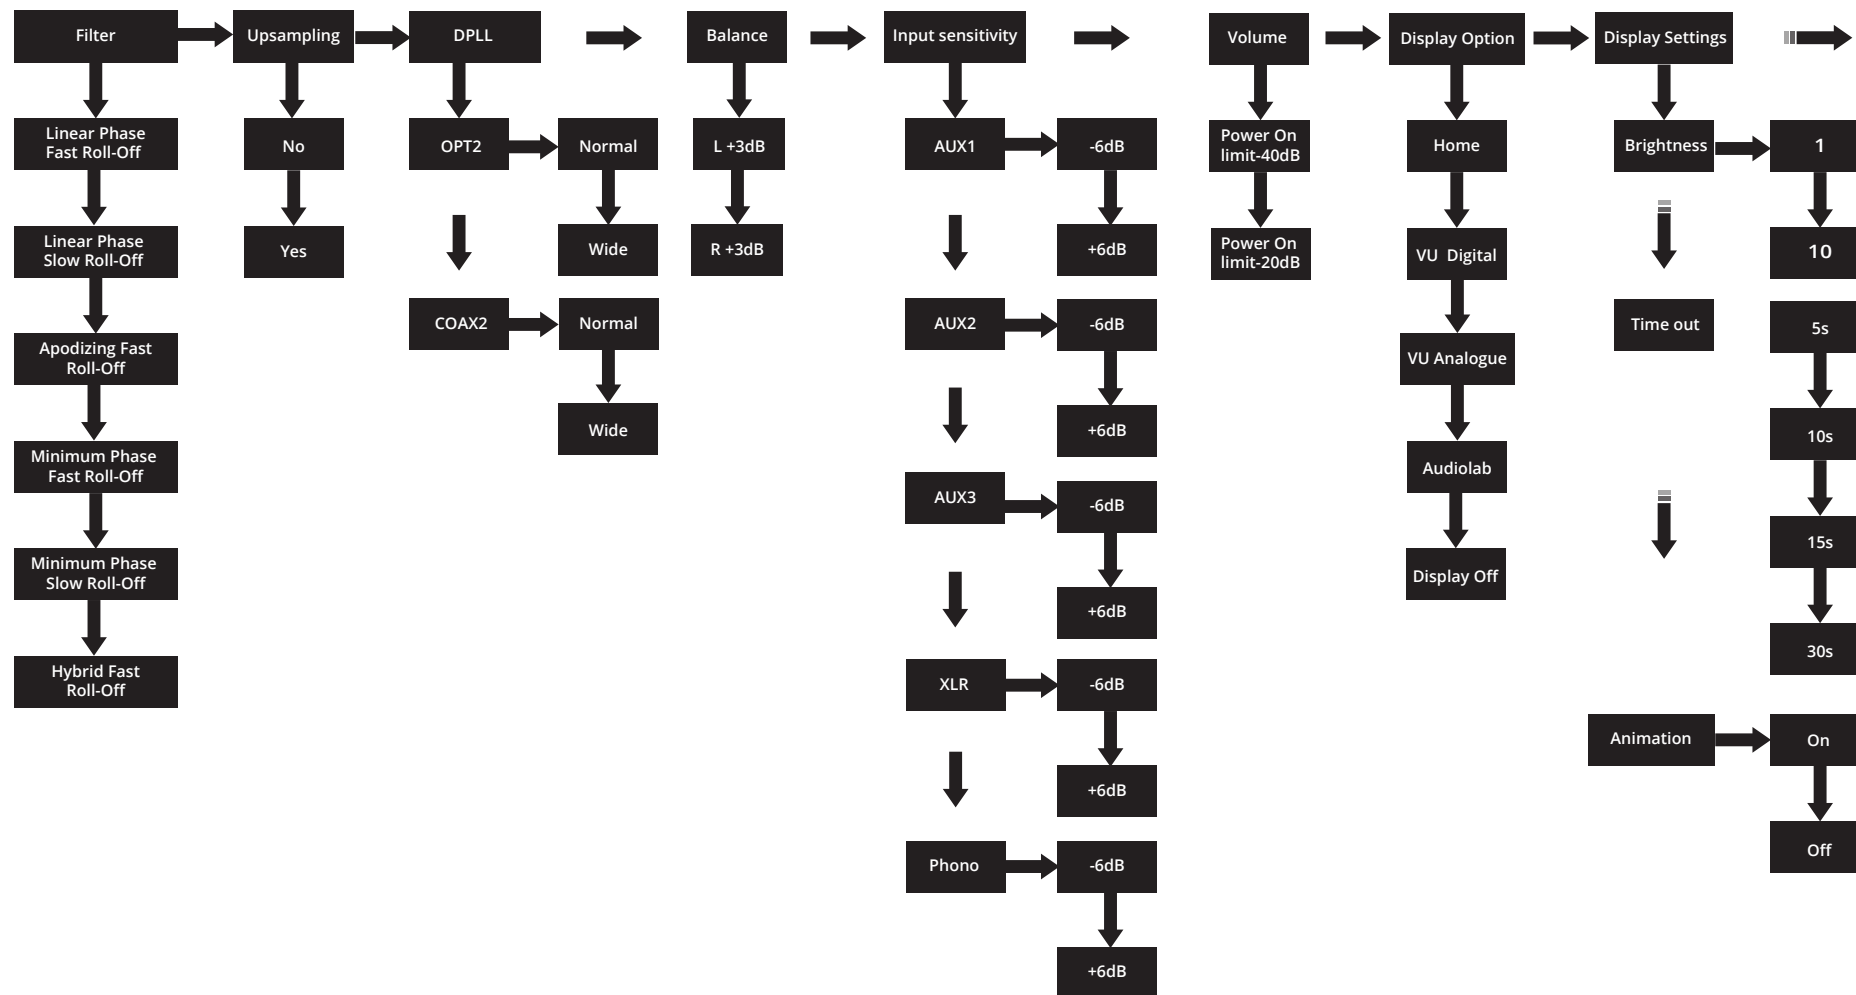 Filter
Upsampling
DPLL
Balance
Input sensitivity
Volume
Display Option
Display Settings
Linear Phase
Fast Roll-Off
Linear Phase
Slow Roll-Off
Apodizing Fast
Roll-Off
Minimum Phase
Fast Roll-Off
Minimum Phase
Slow Roll-Off
Hybrid Fast
Roll-Off
No
Yes
OPT2
Normal
Wide
COAX2
Normal
Wide
L +3dB
R +3dB
AUX1
-6dB
+6dB
AUX2
-6dB
+6dB
AUX3
-6dB
+6dB
XLR
-6dB
+6dB
Phono
-6dB
+6dB
Power On
limit-40dB
Power On
limit-20dB
Home
VU Digital
VU Analogue
Audiolab
Display Off
Brightness
1
10
Time out
5s
10s
15s
30s
Animation
On
Off